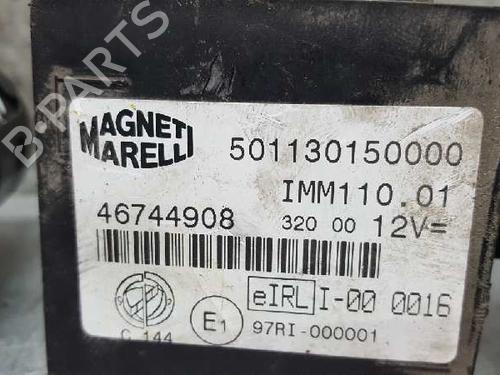 B-PARTS
MAGNETI MARELLI
501130150000
IMM110.01
46744908
320 00 12V=
eIRL I-00 0016
C 144
E1
97RI-000001